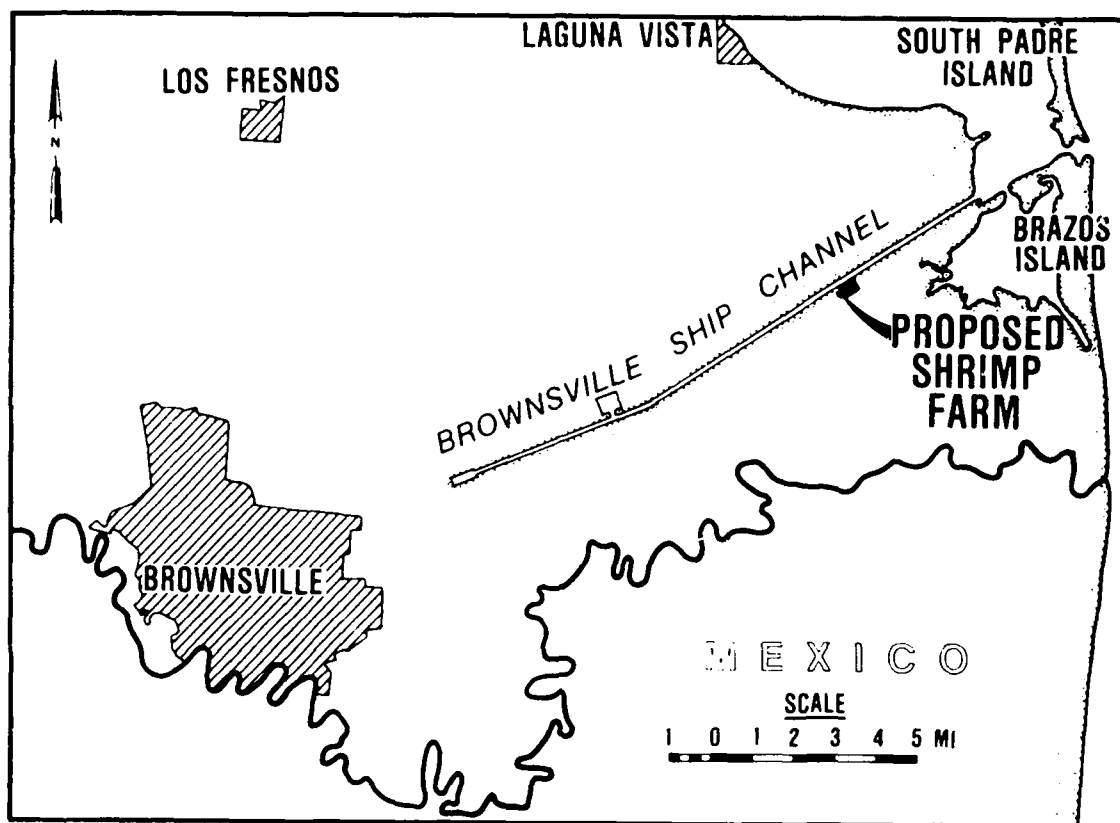 LAGUNA VISTA
SOUTH PADRE
ISLAND
LOS FRESNOS
N
BRAZOS
ISLAND
BROWNSVILLE SHIP CHANNEL
PROPOSED
SHRIMP
FARM
BROWNSVILLE
MEXICO
SCALE
1 0 1 2 3 4 5 MI